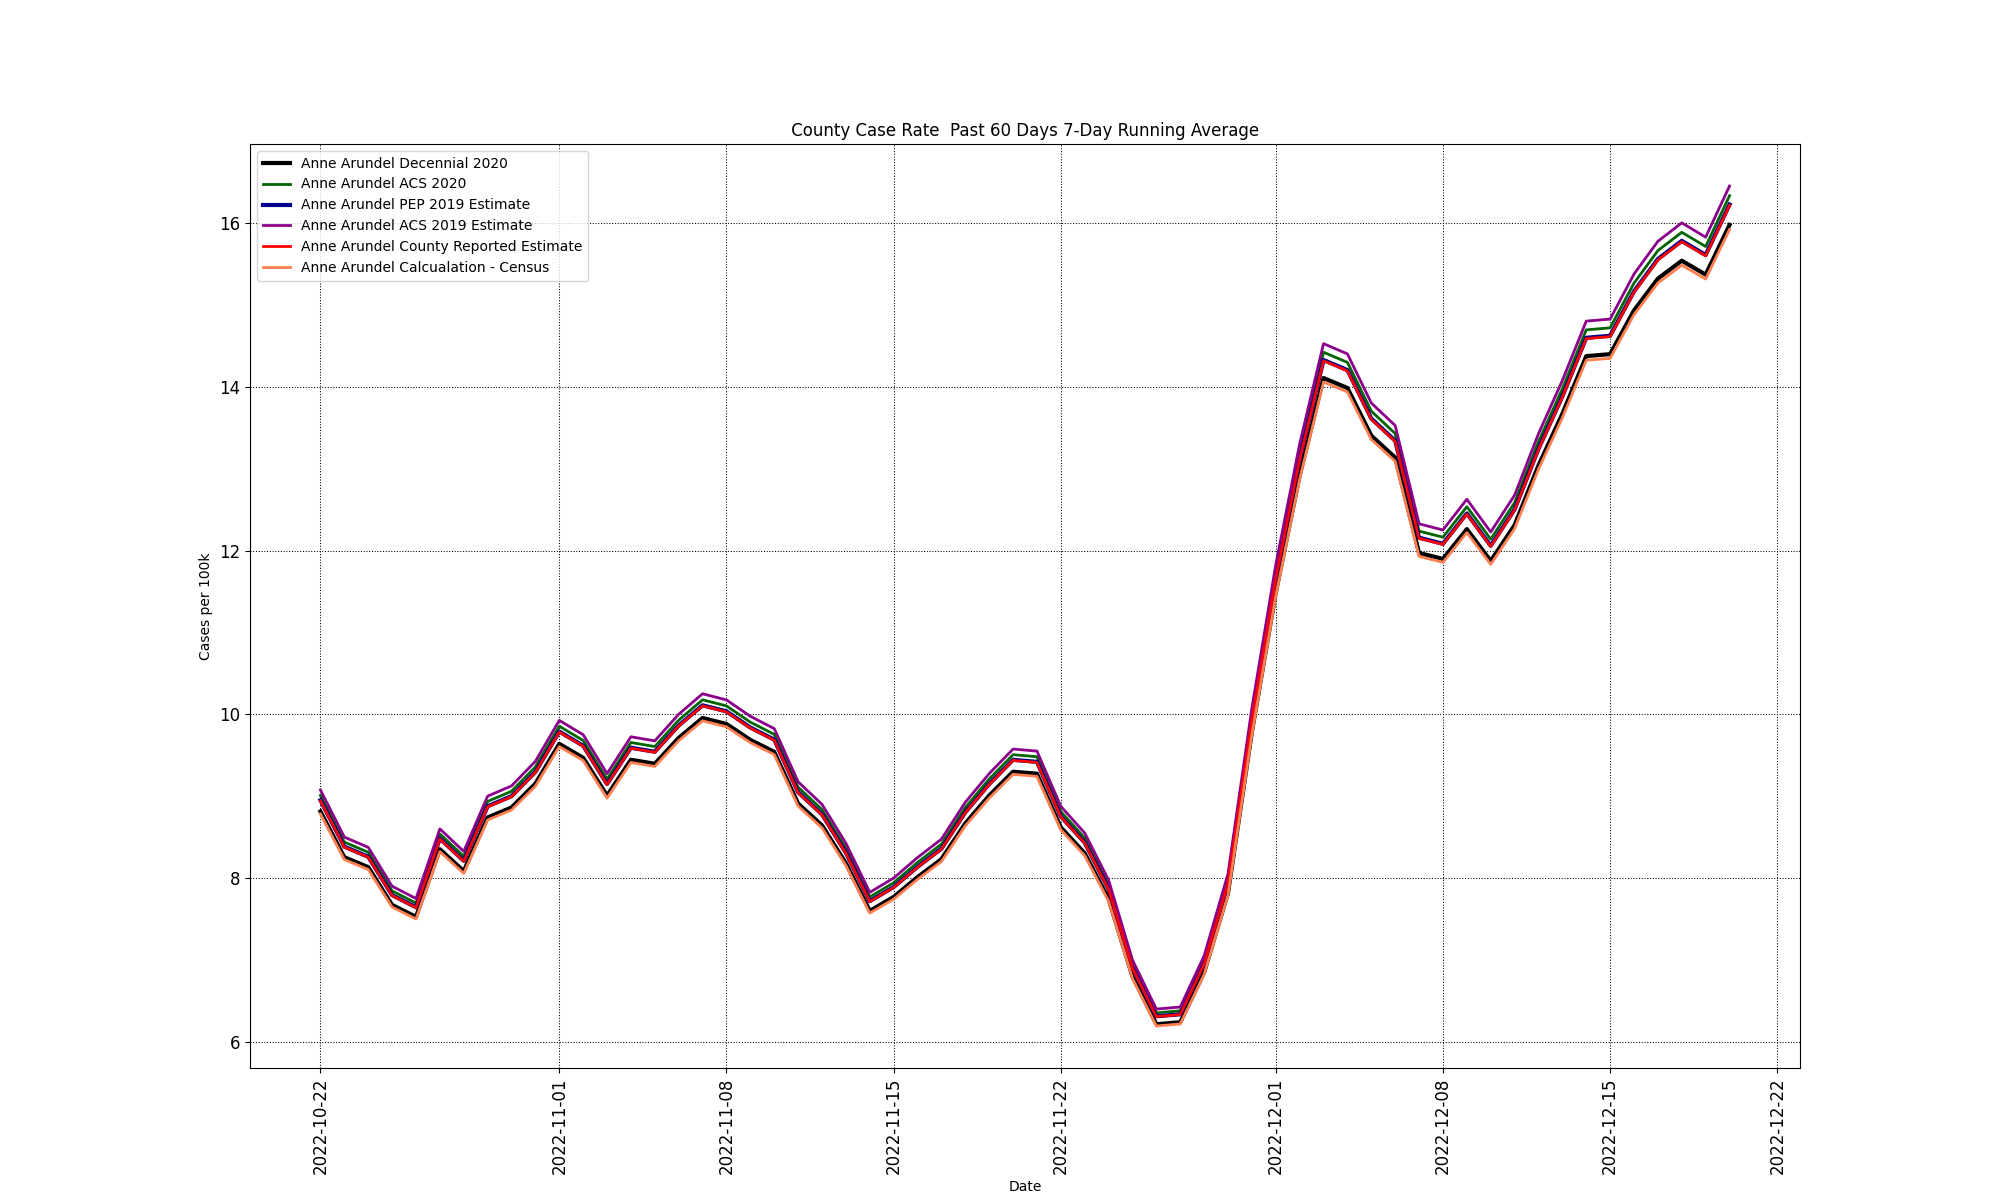 County Case Rate  Past 60 Days 7-Day Running Average
Anne Arundel Decennial 2020
Anne Arundel ACS 2020
Anne Arundel PEP 2019 Estimate
Anne Arundel ACS 2019 Estimate
Anne Arundel County Reported Estimate
Anne Arundel Calcualation - Census
16
14
12
10
8
6
Cases per 100k
2022-10-22
2022-11-01
2022-11-08
2022-11-15
2022-11-22
2022-12-01
2022-12-08
2022-12-15
2022-12-22
Date